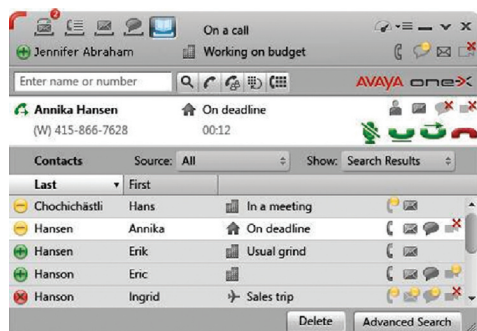 2
On a call
Jennifer Abraham Working on budget
Enter name or number AVAYA one-X
Annika Hansen On deadline
(W) 415-866-7628 00:12
Contacts Source: All Show: Search Results
Last First
Chochichästli Hans In a meeting
Hansen Annika On deadline
Hansen Erik Usual grind
Hanson Eric
Hanson Ingrid Sales trip
Delete Advanced Search